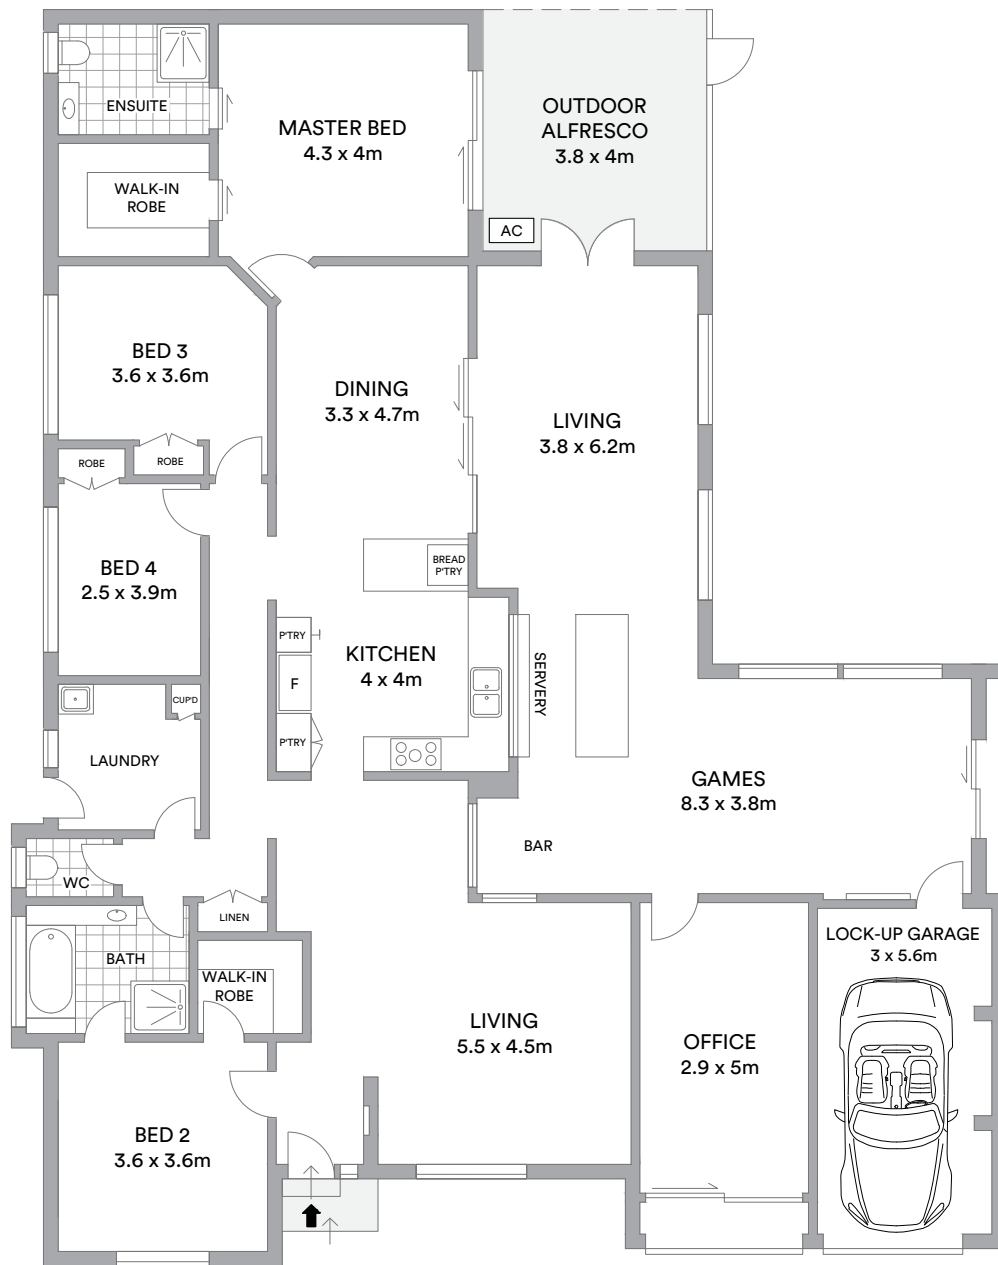 ENSUITE
MASTER BED
4.3 x 4m
OUTDOOR
ALFRESCO
3.8 x 4m
WALK-IN
ROBE
AC
BED 3
3.6 x 3.6m
DINING
3.3 x 4.7m
LIVING
3.8 x 6.2m
ROBE
ROBE
BED 4
2.5 x 3.9m
BREAD
P'TRY
P'TRY
KITCHEN
4 x 4m
F
SERVERY
CUP'D
P'TRY
LAUNDRY
GAMES
8.3 x 3.8m
BAR
WC
LINEN
LOCK-UP GARAGE
3 x 5.6m
BATH
WALK-IN
ROBE
LIVING
5.5 x 4.5m
OFFICE
2.9 x 5m
BED 2
3.6 x 3.6m